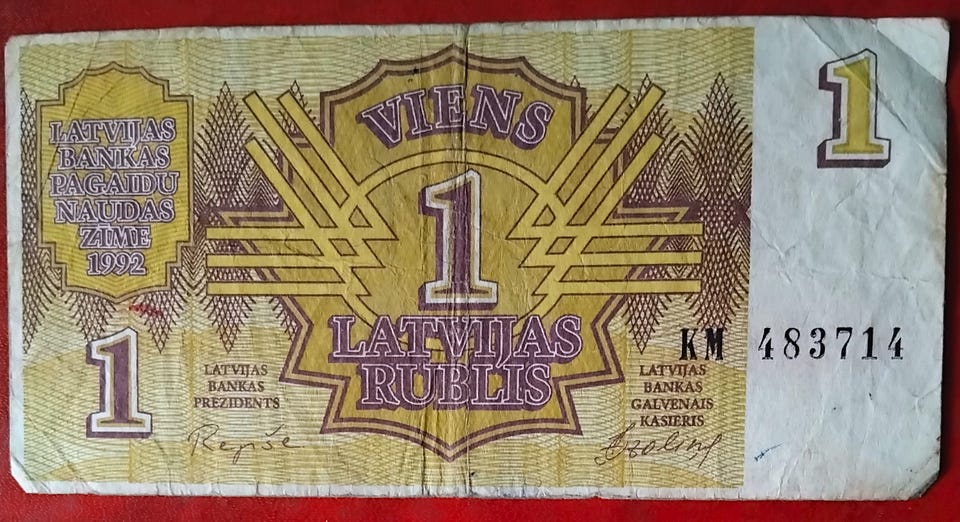 LATVIJAS
BANKAS
PAGAIDU
NAUDAS
ZĪME
1992
1
VIENS
1
LATVIJAS
RUBLIS
1
LATVIJAS
BANKAS
PREZIDENTS
Repše
KM 483714
LATVIJAS
BANKAS
GALVENAIS
KASIERIS